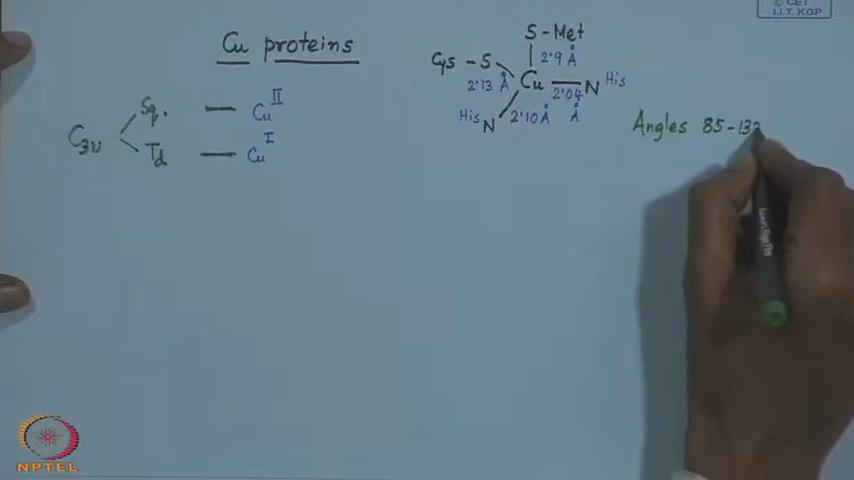 © CET
I.I.T. KGP
Cu proteins
S - Met
Cys - S
2.9 Å
Cu
N His
2.13 Å
2.04 Å
His N
2.10 Å
Sq.
Cu II
C3v
Td
Cu I
Angles 85-132
NPTEL